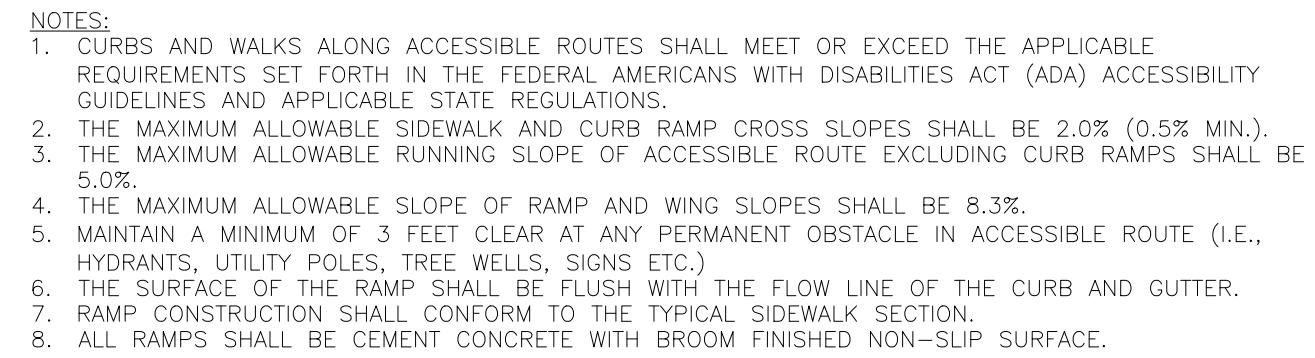 NOTES:
1. CURBS AND WALKS ALONG ACCESSIBLE ROUTES SHALL MEET OR EXCEED THE APPLICABLE
REQUIREMENTS SET FORTH IN THE FEDERAL AMERICANS WITH DISABILITIES ACT (ADA) ACCESSIBILITY
GUIDELINES AND APPLICABLE STATE REGULATIONS.
2. THE MAXIMUM ALLOWABLE SIDEWALK AND CURB RAMP CROSS SLOPES SHALL BE 2.0% (0.5% MIN.).
3. THE MAXIMUM ALLOWABLE RUNNING SLOPE OF ACCESSIBLE ROUTE EXCLUDING CURB RAMPS SHALL BE
5.0%.
4. THE MAXIMUM ALLOWABLE SLOPE OF RAMP AND WING SLOPES SHALL BE 8.3%.
5. MAINTAIN A MINIMUM OF 3 FEET CLEAR AT ANY PERMANENT OBSTACLE IN ACCESSIBLE ROUTE (I.E.,
HYDRANTS, UTILITY POLES, TREE WELLS, SIGNS ETC.)
6. THE SURFACE OF THE RAMP SHALL BE FLUSH WITH THE FLOW LINE OF THE CURB AND GUTTER.
7. RAMP CONSTRUCTION SHALL CONFORM TO THE TYPICAL SIDEWALK SECTION.
8. ALL RAMPS SHALL BE CEMENT CONCRETE WITH BROOM FINISHED NON-SLIP SURFACE.